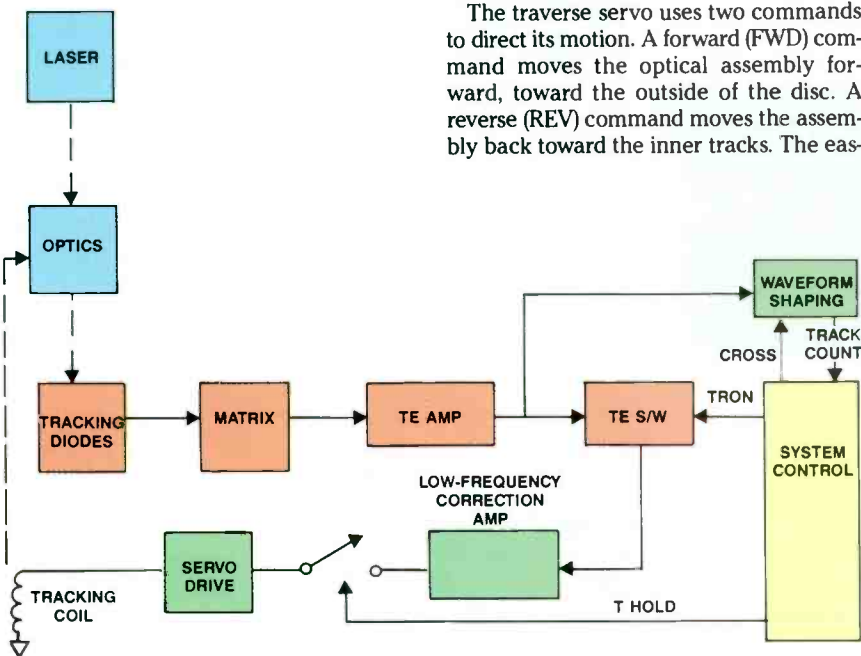 The traverse servo uses two commands
to direct its motion. A forward (FWD) com-
mand moves the optical assembly for-
ward, toward the outside of the disc. A
reverse (REV) command moves the assem-
bly back toward the inner tracks. The eas-
LASER
OPTICS
WAVEFORM
SHAPING
CROSS
TRACK
COUNT
TRACKING
DIODES
MATRIX
TE AMP
TE S/W
TRON
SYSTEM
CONTROL
LOW-FREQUENCY
CORRECTION
AMP
SERVO
DRIVE
TRACKING
COIL
T HOLD